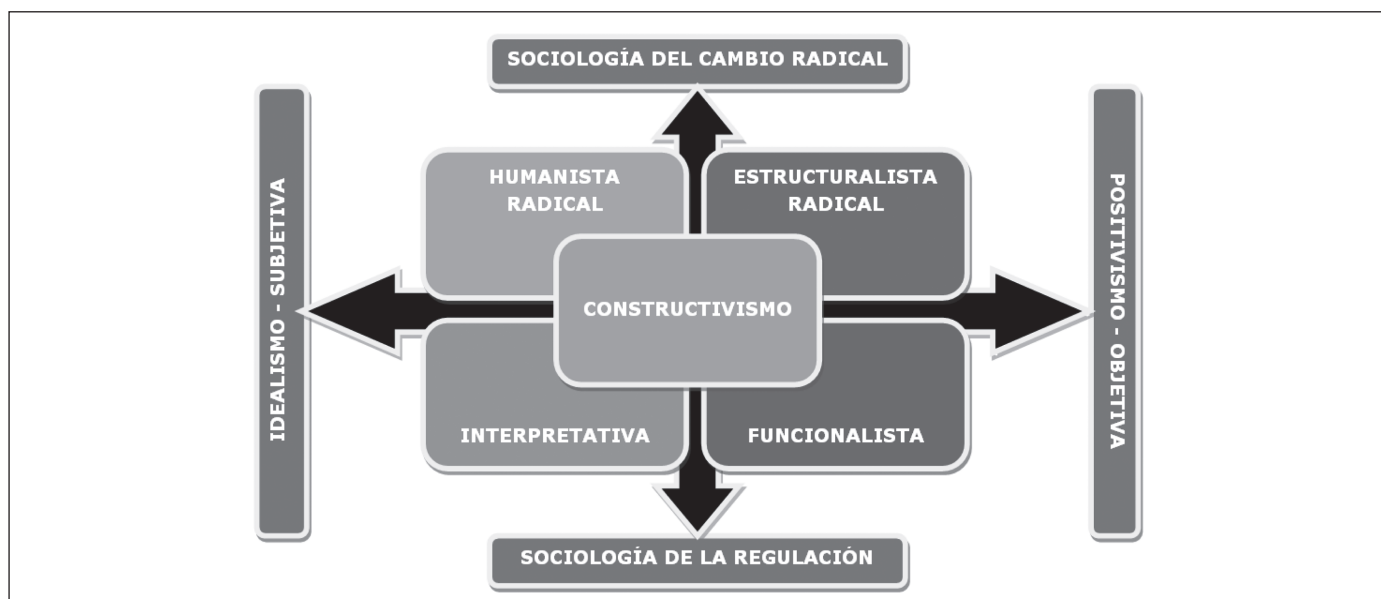 SOCIOLOGÍA DEL CAMBIO RADICAL
IDEALISMO - SUBJETIVA
HUMANISTA
RADICAL
ESTRUCTURALISTA
RADICAL
CONSTRUCTIVISMO
INTERPRETATIVA
FUNCIONALISTA
POSITIVISMO - OBJETIVA
SOCIOLOGÍA DE LA REGULACIÓN